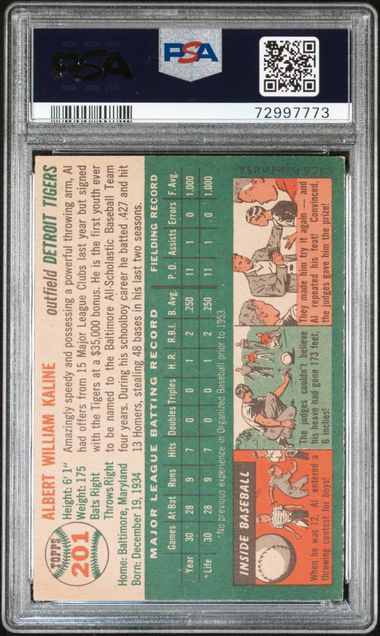 PSA
PSA
72997773
TOPPS
201
ALBERT WILLIAM KALINE
outfield DETROIT TIGERS
Height: 6' 1"
Weight: 175
Bats Right
Throws Right
Home: Baltimore, Maryland
Born: December 19, 1934
Amazingly speedy and possessing a powerful throwing arm, Al
had offers from 15 Major League Clubs last year but signed
with the Tigers at a $35,000 bonus. He is the first youth ever
to be named to the Baltimore All-Scholastic Baseball Team
four years. During his schoolboy career he batted .427 and hit
13 Homers, stealing 48 bases in his last two seasons.
MAJOR LEAGUE BATTING RECORD FIELDING RECORD
Games At Bat Runs Hits Doubles Triples H.R. R.B.I. B. Avg. P.O. Assists Errors F. Avg.
Year 30 28 9 7 0 0 1 2 .250 11 1 0 1.000
*Life 30 28 9 7 0 0 1 2 .250 11 1 0 1.000
*No previous experience in Organized Baseball prior to 1953
INSIDE BASEBALL
When he was 12, Al entered a
throwing contest for boys!
The judges couldn't believe
his heave had gone 173 feet,
6 inches!
They made him try it again — and
Al repeated his feat! Convinced,
the judges gave him the prize!
Printed in U.S.A.